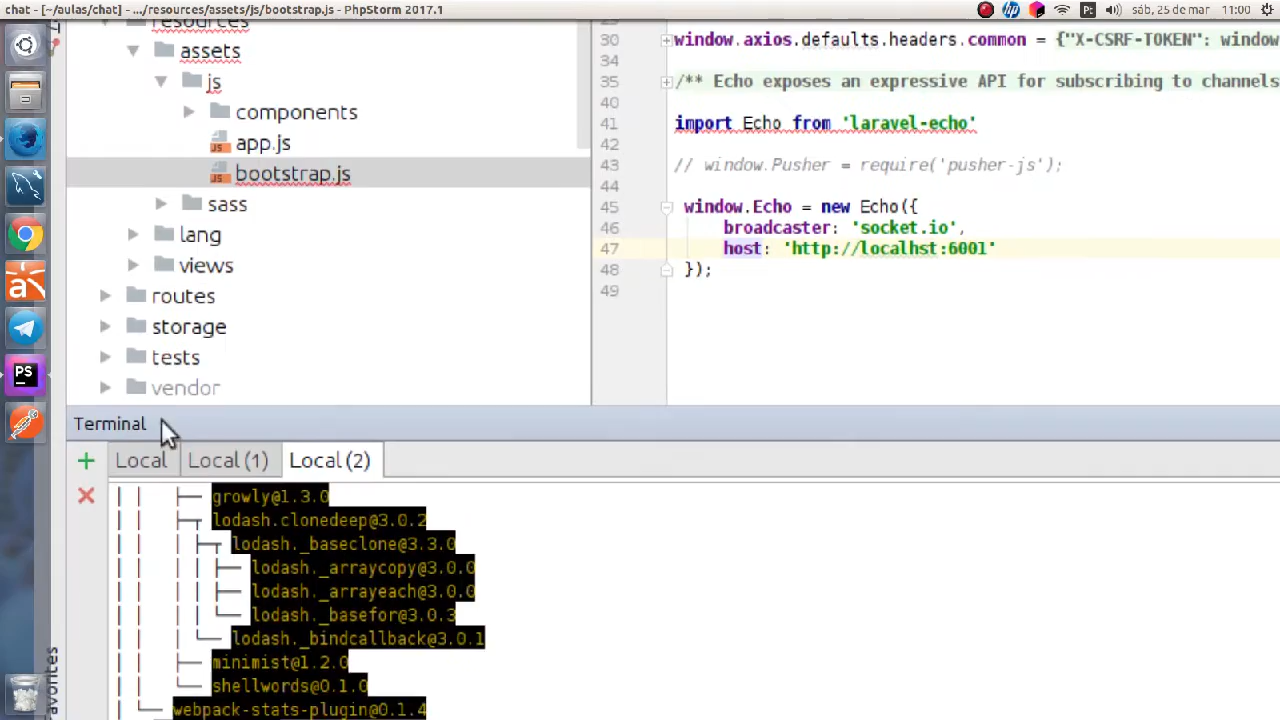 chat - [~/aulas/chat] - .../resources/assets/js/bootstrap.js - PhpStorm 2017.1
Pt
sáb, 25 de mar
11:00
resources
assets
js
components
app.js
bootstrap.js
sass
lang
views
routes
storage
tests
vendor
30 window.axios.defaults.headers.common = {"X-CSRF-TOKEN": window
34
35 /** Echo exposes an expressive API for subscribing to channels
40
41 import Echo from 'laravel-echo'
42
43 // window.Pusher = require('pusher-js');
44
45 window.Echo = new Echo({
46 broadcaster: 'socket.io',
47 host: 'http://localhst:6001'
48 });
49
Terminal
Local
Local (1)
Local (2)
growly@1.3.0
lodash.clonedeep@3.0.2
lodash._baseclone@3.3.0
lodash._arraycopy@3.0.0
lodash._arrayeach@3.0.0
lodash._basefor@3.0.3
lodash._bindcallback@3.0.1
minimist@1.2.0
shellwords@0.1.0
webpack-stats-plugin@0.1.4
avorites
PS
hp
JS
JS